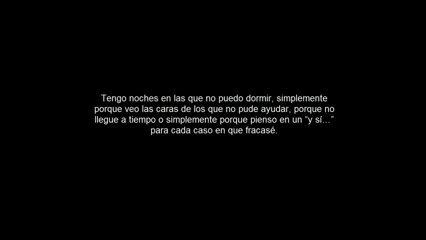 Tengo noches en las que no puedo dormir, simplemente
porque veo las caras de los que no pude ayudar, porque no
llegue a tiempo o simplemente porque pienso en un “y sí...”
para cada caso en que fracasé.